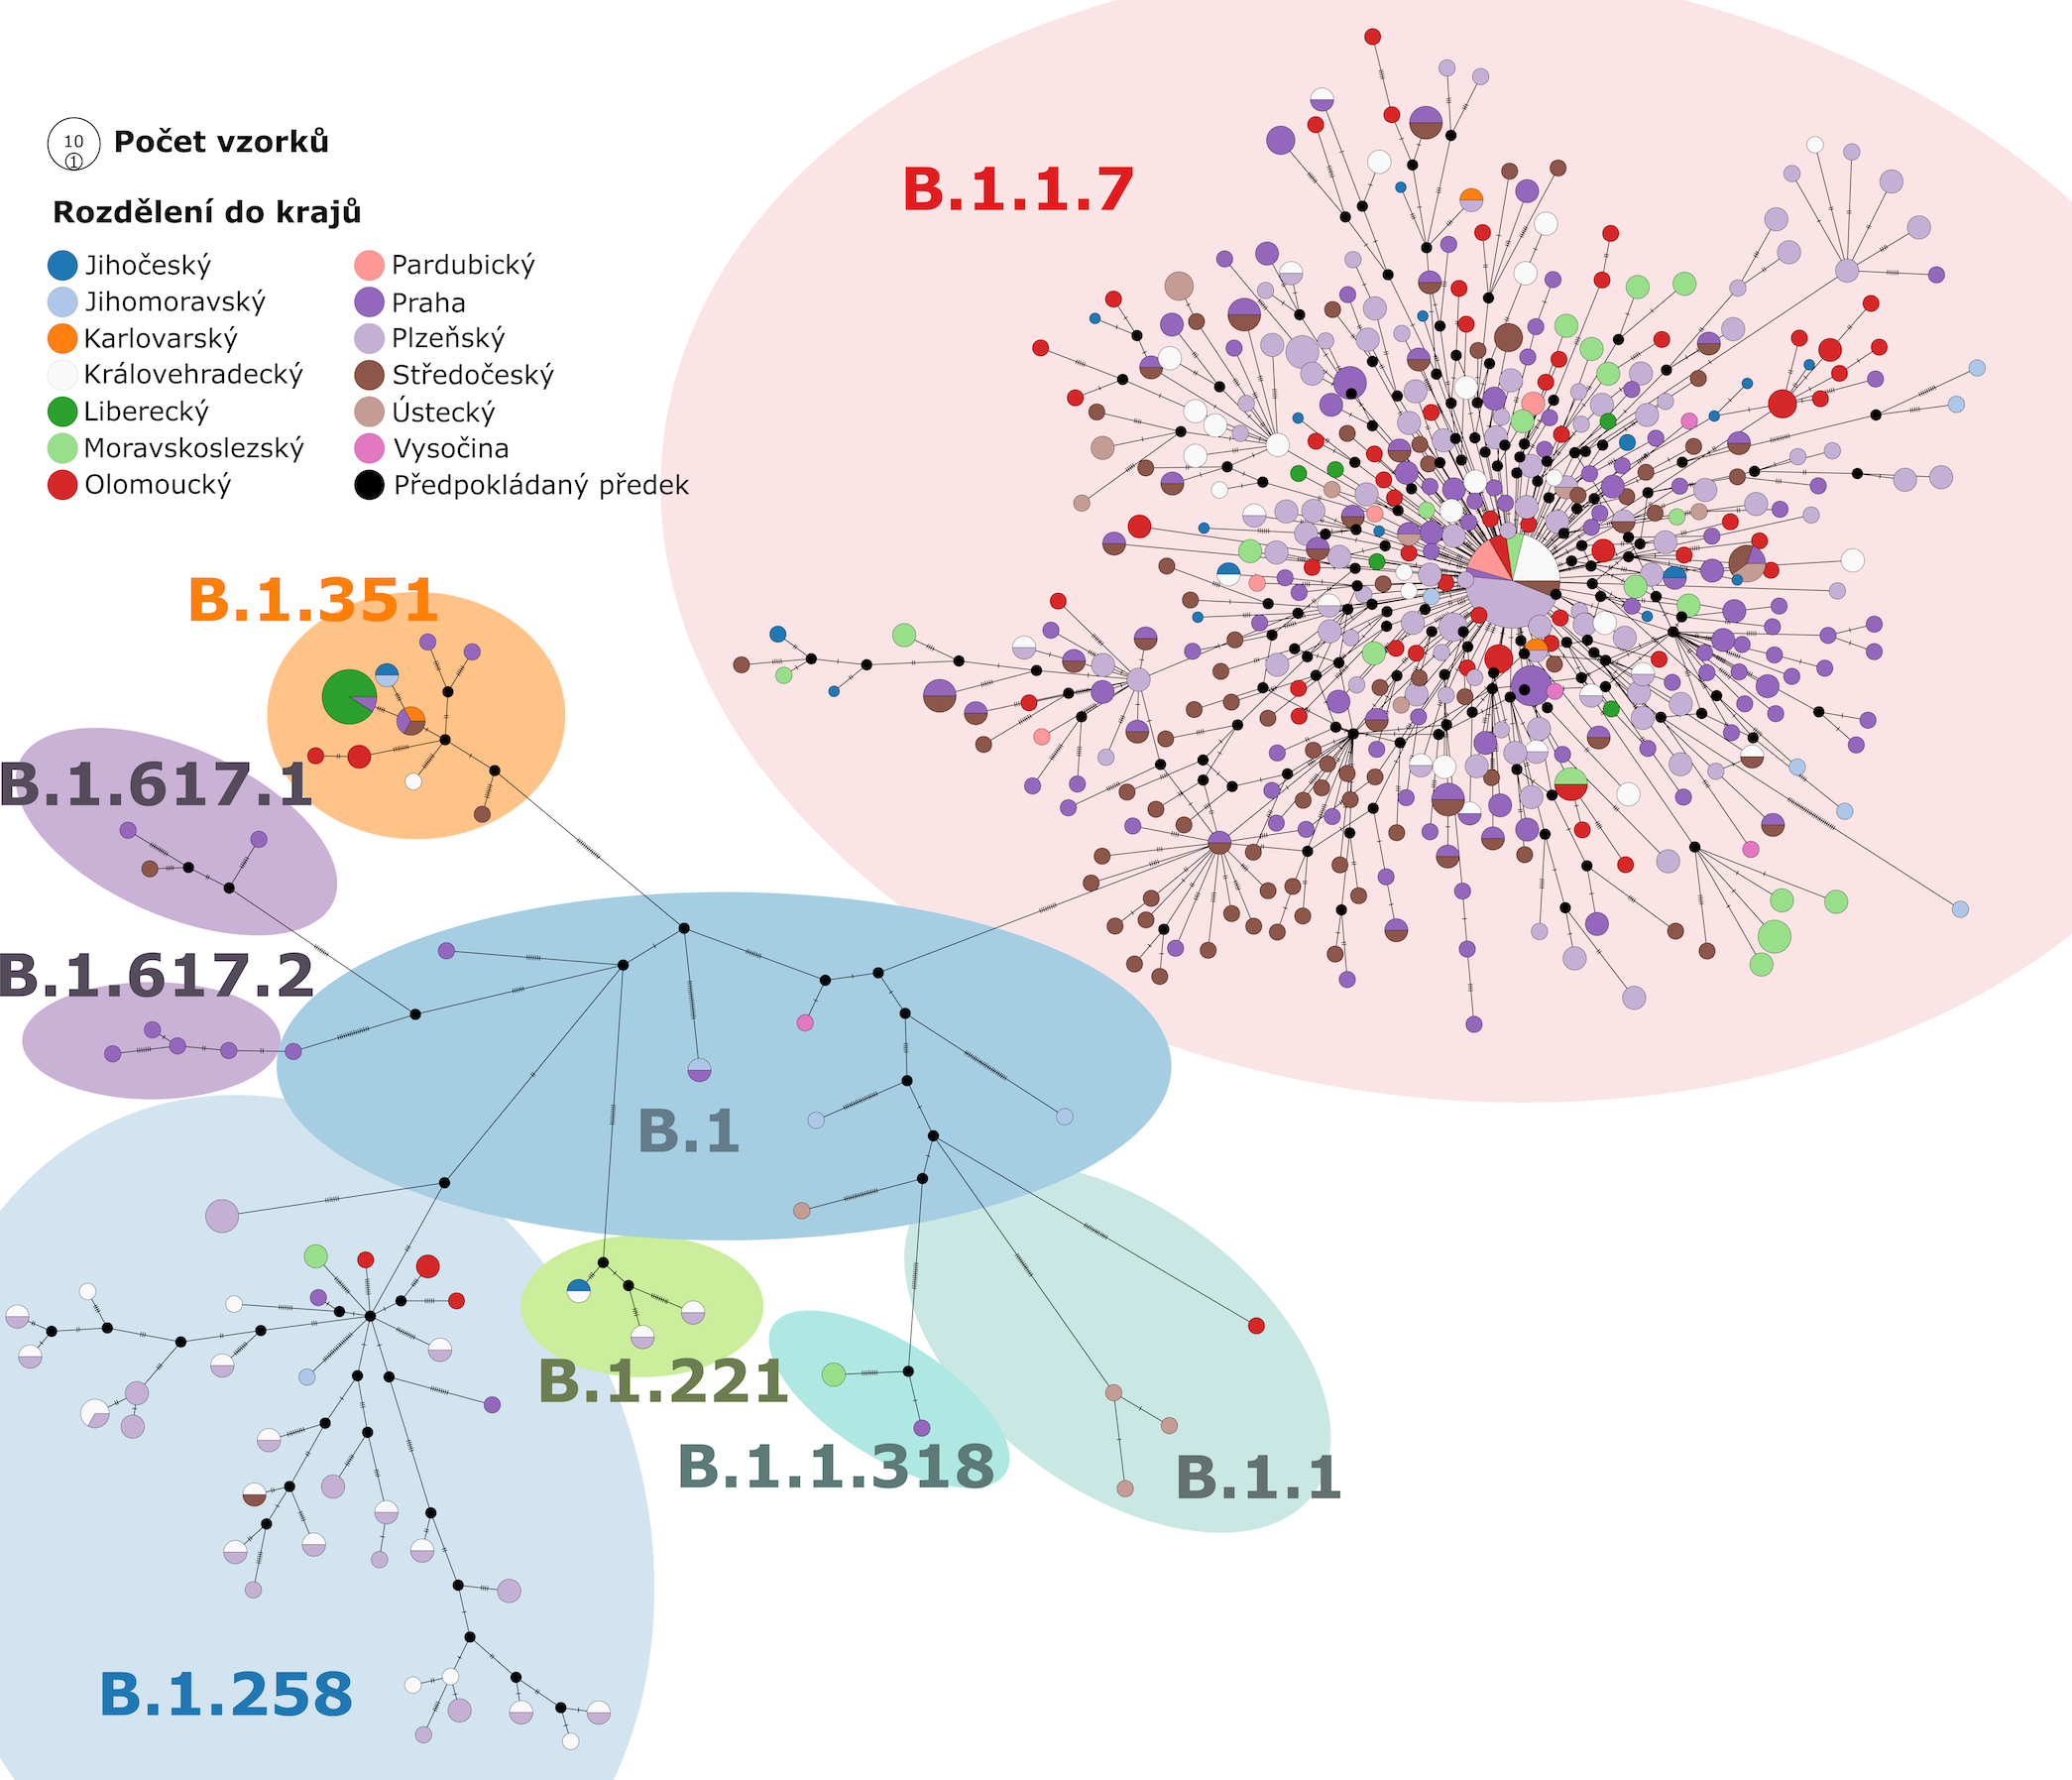 10
1
Počet vzorků
Rozdělení do krajů
Jihočeský
Jihomoravský
Karlovarský
Královehradecký
Liberecký
Moravskoslezský
Olomoucký
Pardubický
Praha
Plzeňský
Středočeský
Ústecký
Vysočina
Předpokládaný předek
B.1.1.7
B.1.351
B.1.617.1
B.1.617.2
B.1
B.1.221
B.1.1.318
B.1.1
B.1.258